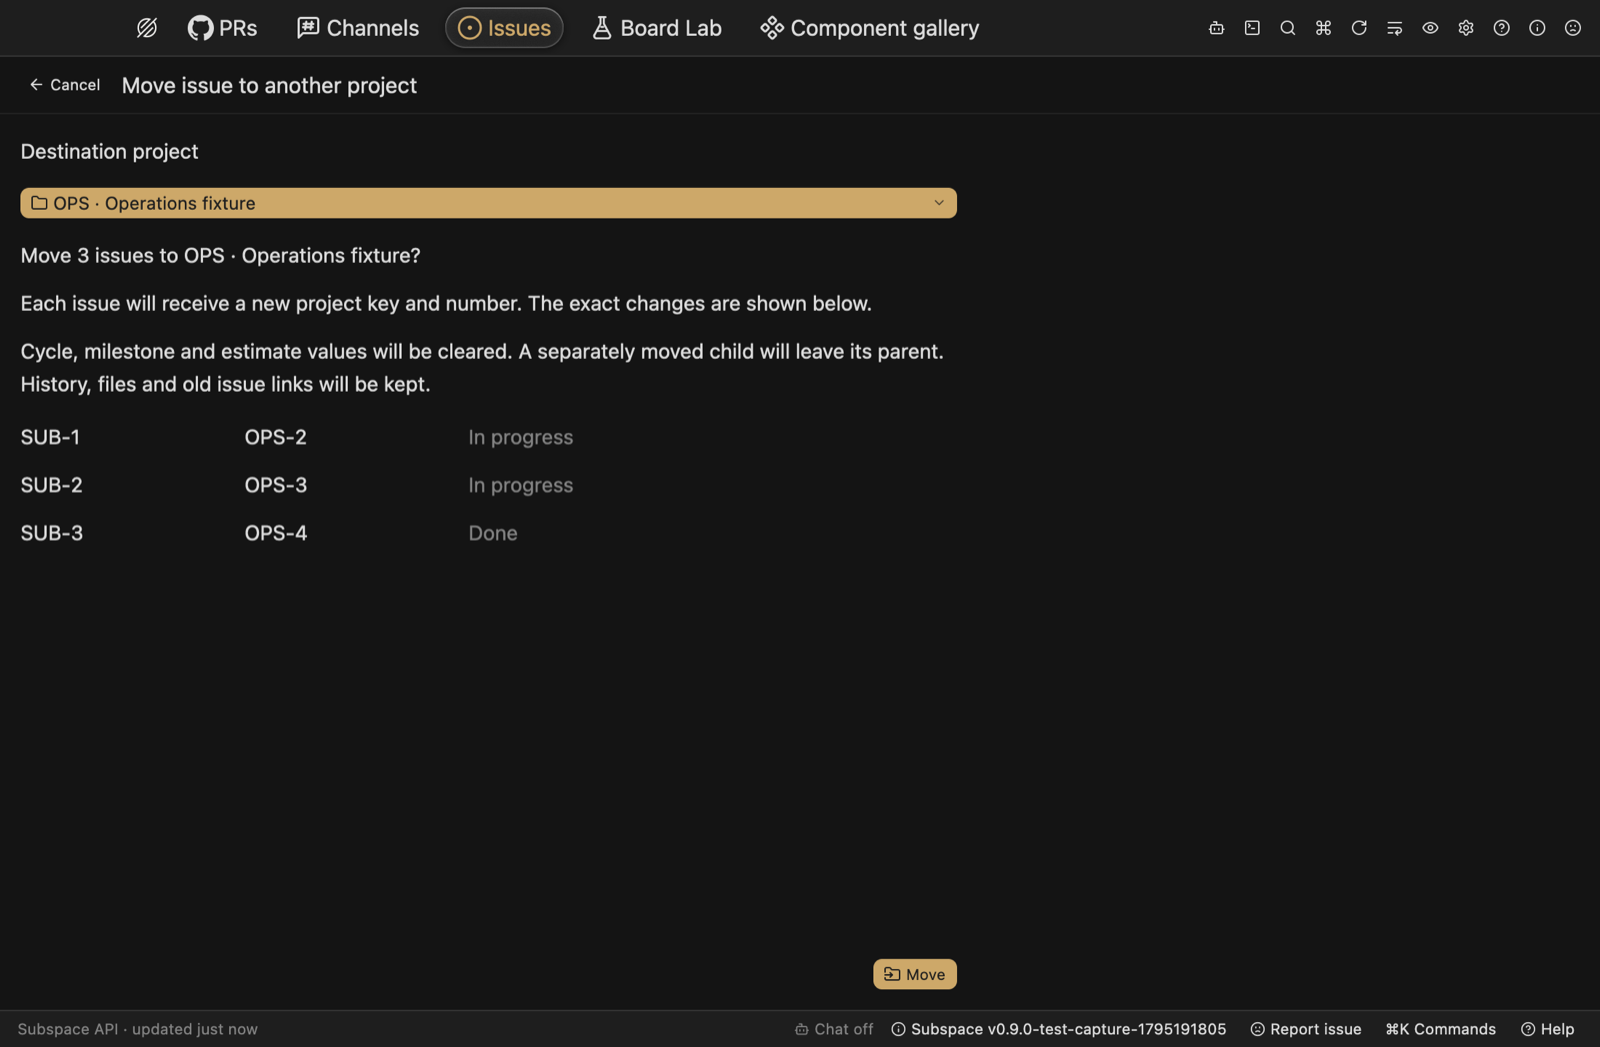 PRs Channels Issues Board Lab Component gallery
Cancel Move issue to another project
Destination project
OPS · Operations fixture
Move 3 issues to OPS · Operations fixture?
Each issue will receive a new project key and number. The exact changes are shown below.
Cycle, milestone and estimate values will be cleared. A separately moved child will leave its parent.
History, files and old issue links will be kept.
SUB-1 OPS-2 In progress
SUB-2 OPS-3 In progress
SUB-3 OPS-4 Done
Move
Subspace API · updated just now Chat off Subspace v0.9.0-test-capture-1795191805 Report issue ⌘K Commands Help